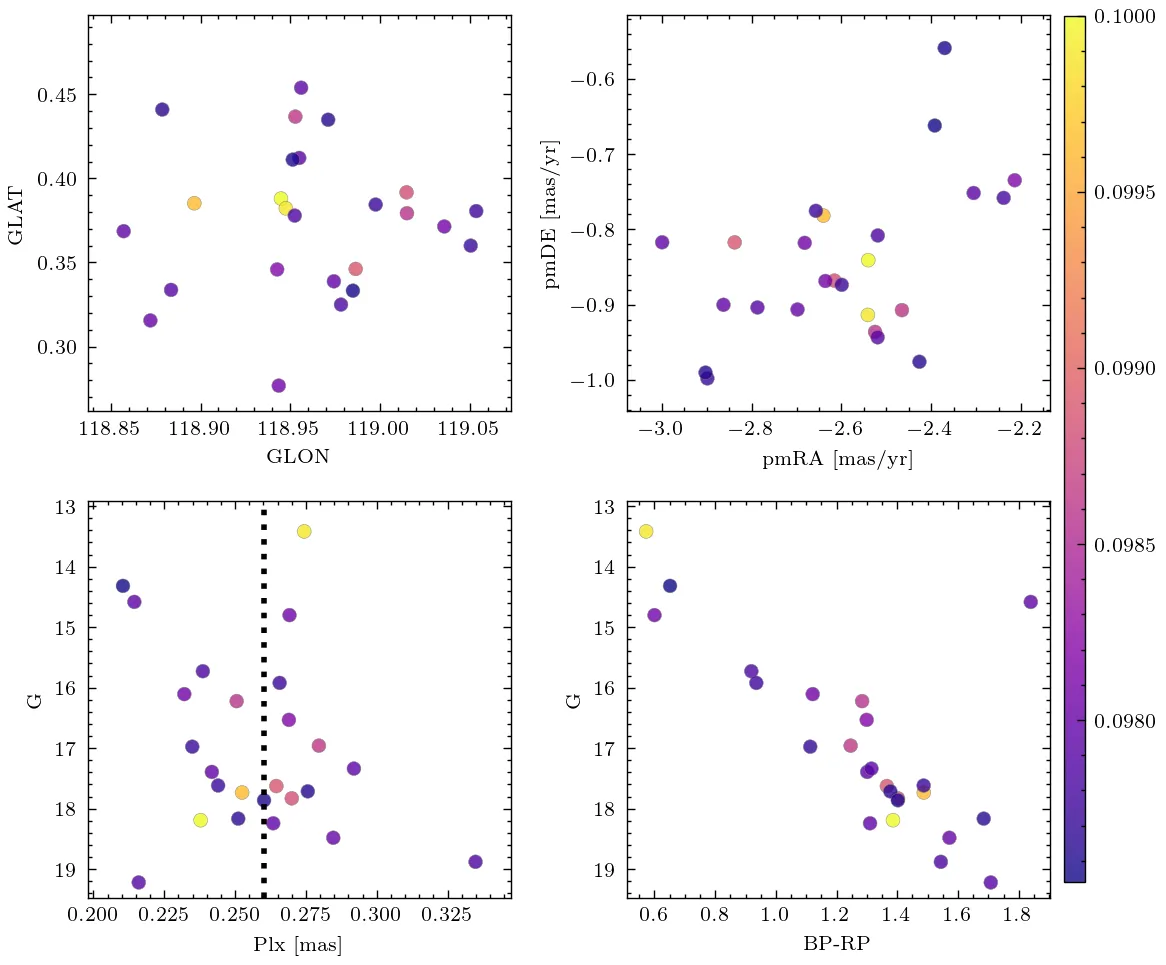 0.45
0.40
0.35
0.30
GLAT
118.85 118.90 118.95 119.00 119.05
GLON
−0.6
−0.7
−0.8
−0.9
−1.0
pmDE [mas/yr]
−3.0 −2.8 −2.6 −2.4 −2.2
pmRA [mas/yr]
13
14
15
16
17
18
19
G
0.200 0.225 0.250 0.275 0.300 0.325
Plx [mas]
13
14
15
16
17
18
19
G
0.6 0.8 1.0 1.2 1.4 1.6 1.8
BP-RP
0.1000
0.0995
0.0990
0.0985
0.0980